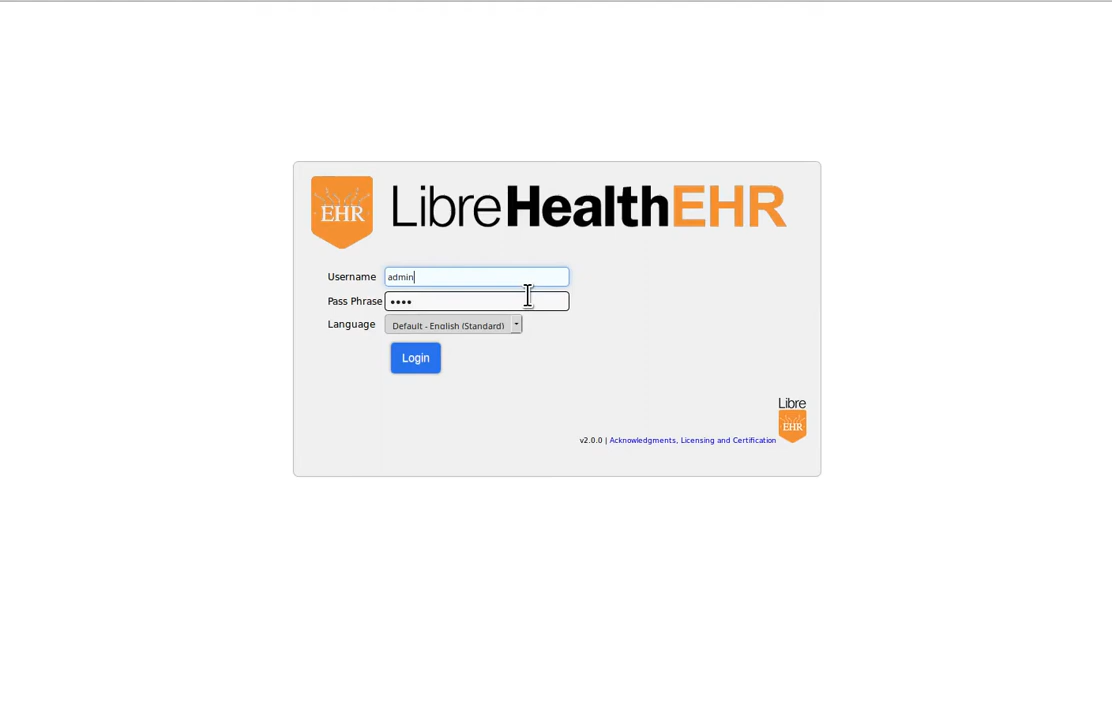 EHR LibreHealthEHR
Username admin
Pass Phrase ••••
Language Default - English (Standard)
Login
Libre
EHR
v2.0.0 | Acknowledgments, Licensing and Certification